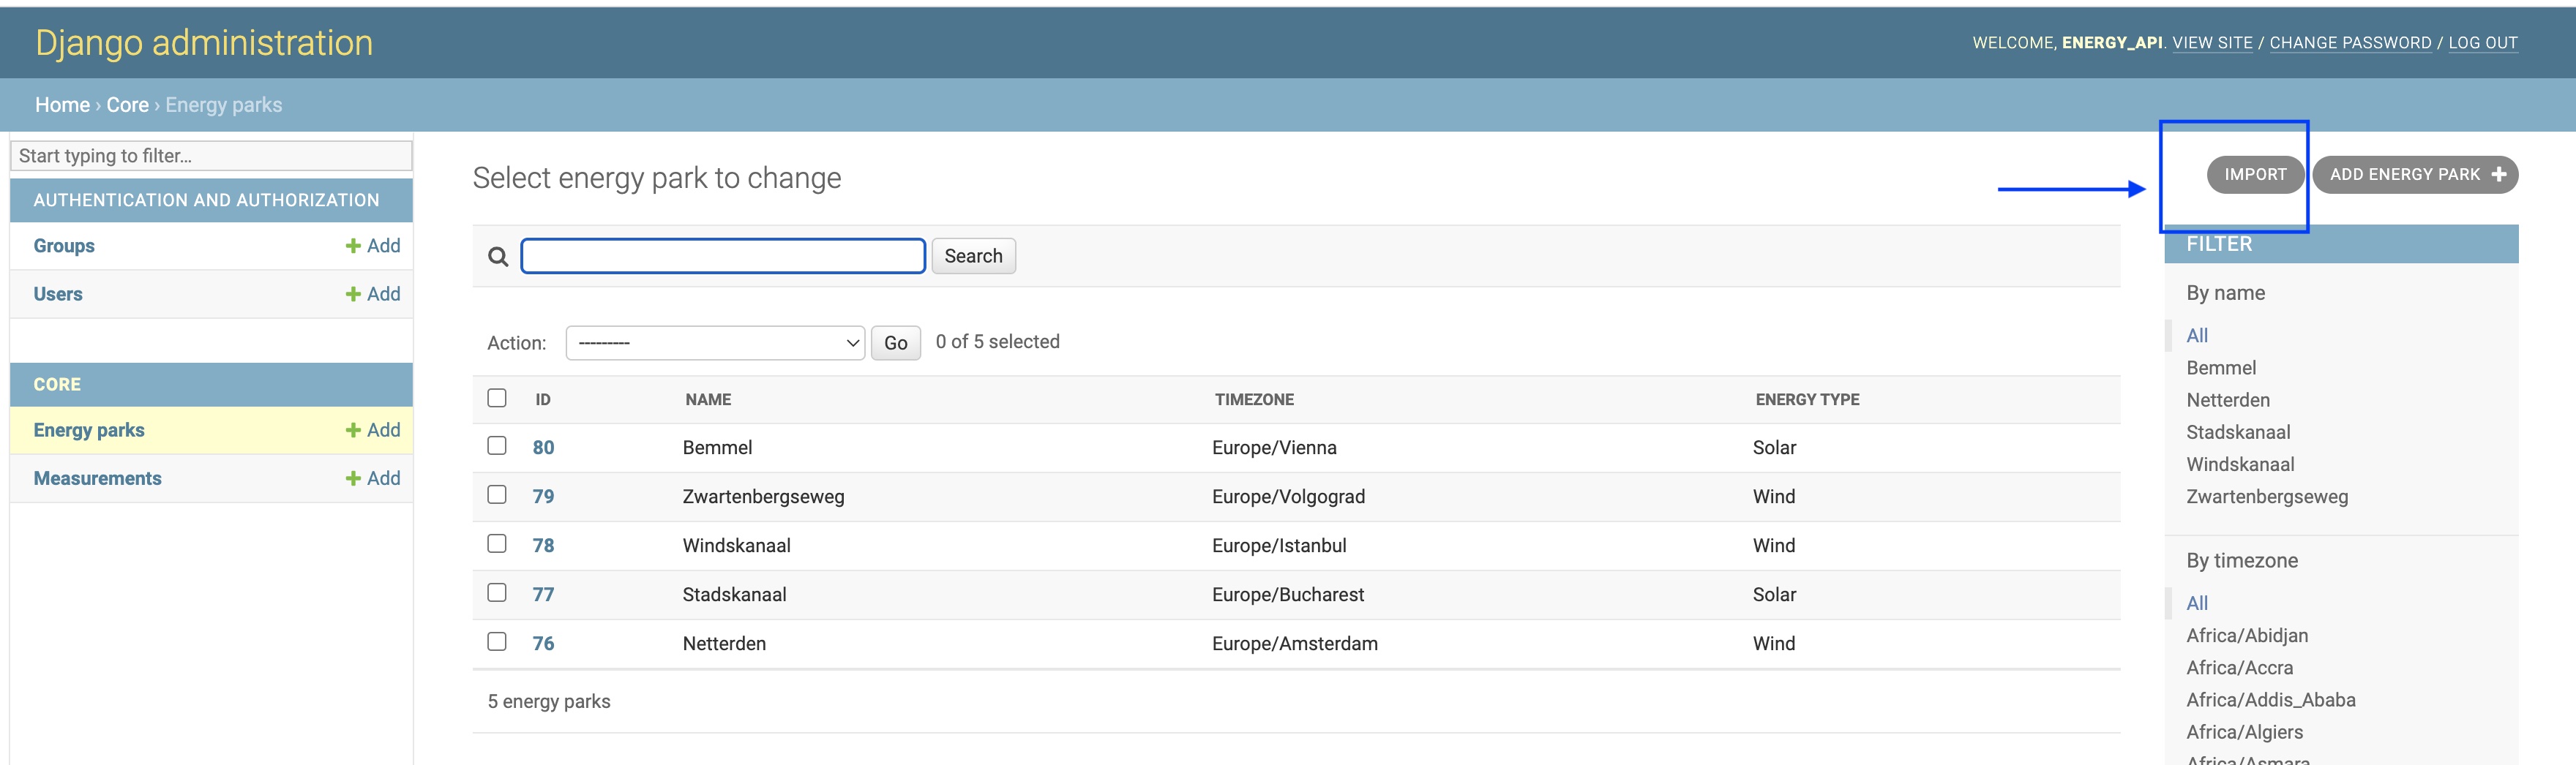 Django administration
WELCOME, ENERGY_API. VIEW SITE / CHANGE PASSWORD / LOG OUT
Home › Core › Energy parks
Start typing to filter...
AUTHENTICATION AND AUTHORIZATION
Groups + Add
Users + Add
CORE
Energy parks + Add
Measurements + Add
Select energy park to change
IMPORT
ADD ENERGY PARK +
Search
Action: --------- Go 0 of 5 selected
ID NAME TIMEZONE ENERGY TYPE
80 Bemmel Europe/Vienna Solar
79 Zwartenbergseweg Europe/Volgograd Wind
78 Windskanaal Europe/Istanbul Wind
77 Stadskanaal Europe/Bucharest Solar
76 Netterden Europe/Amsterdam Wind
5 energy parks
FILTER
By name
All
Bemmel
Netterden
Stadskanaal
Windskanaal
Zwartenbergseweg
By timezone
All
Africa/Abidjan
Africa/Accra
Africa/Addis_Ababa
Africa/Algiers
Africa/Asmara